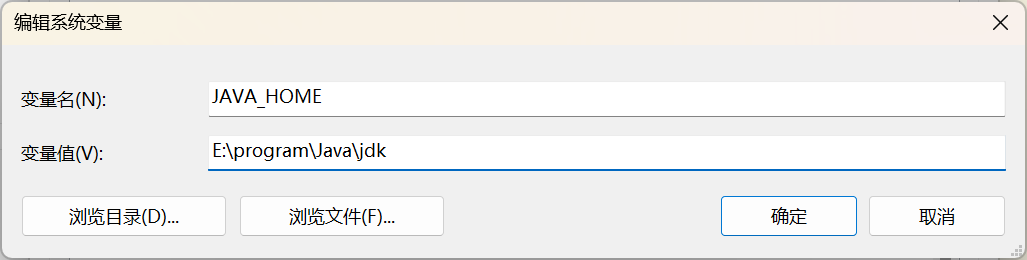 编辑系统变量
变量名(N): JAVA_HOME
变量值(V): E:\program\Java\jdk
浏览目录(D)... 浏览文件(F)... 确定 取消